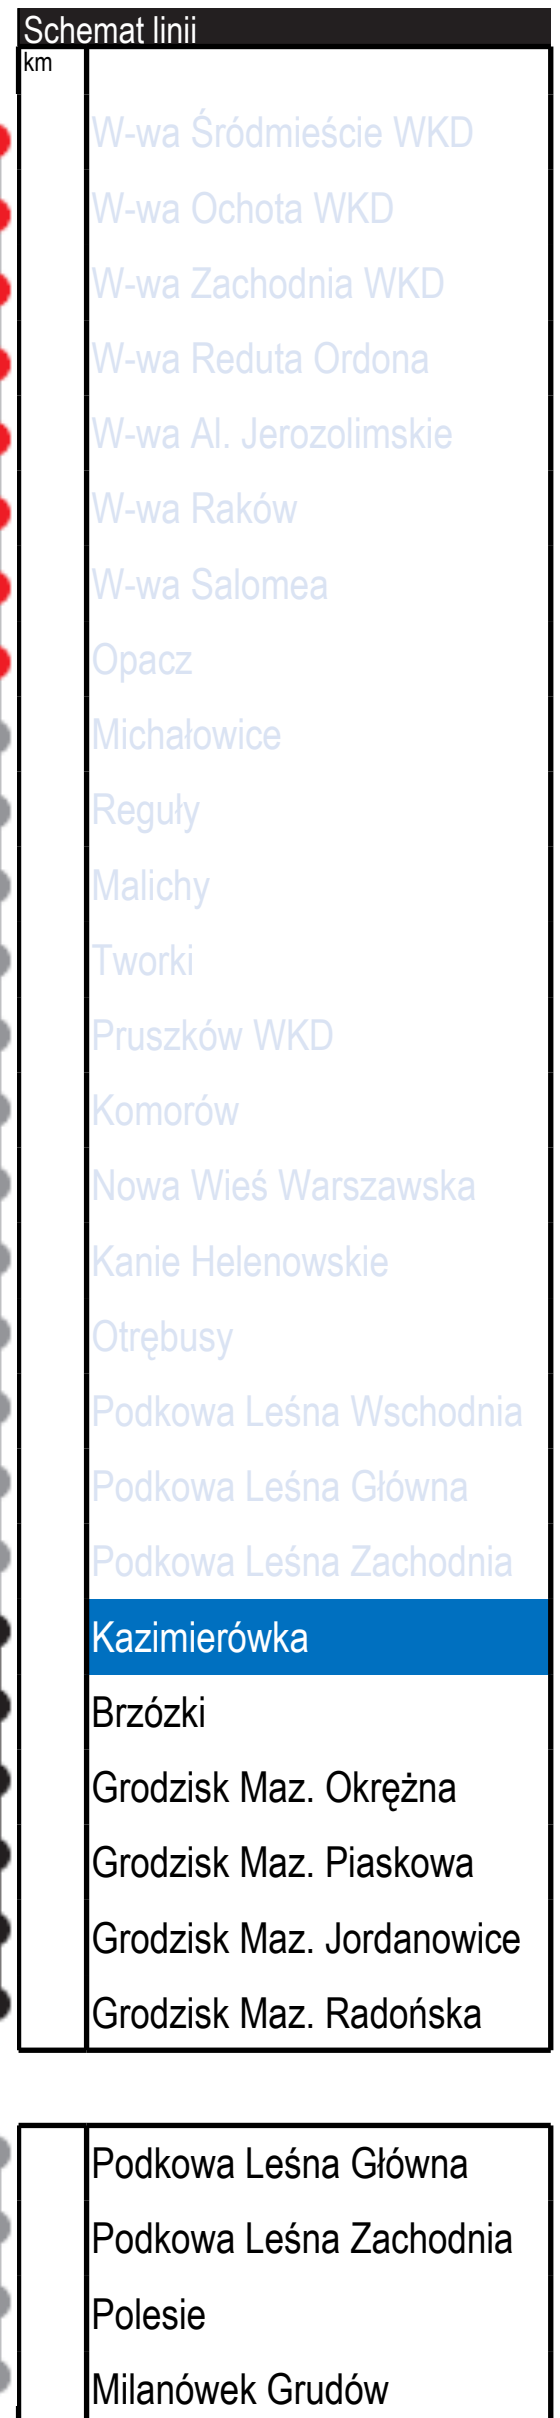 Schemat linii
km
W-wa Śródmieście WKD
W-wa Ochota WKD
W-wa Zachodnia WKD
W-wa Reduta Ordona
W-wa Al. Jerozolimskie
W-wa Raków
W-wa Salomea
Opacz
Michałowice
Reguły
Malichy
Tworki
Pruszków WKD
Komorów
Nowa Wieś Warszawska
Kanie Helenowskie
Otrębusy
Podkowa Leśna Wschodnia
Podkowa Leśna Główna
Podkowa Leśna Zachodnia
Kazimierówka
Brzózki
Grodzisk Maz. Okrężna
Grodzisk Maz. Piaskowa
Grodzisk Maz. Jordanowice
Grodzisk Maz. Radońska
Podkowa Leśna Główna
Podkowa Leśna Zachodnia
Polesie
Milanówek Grudów